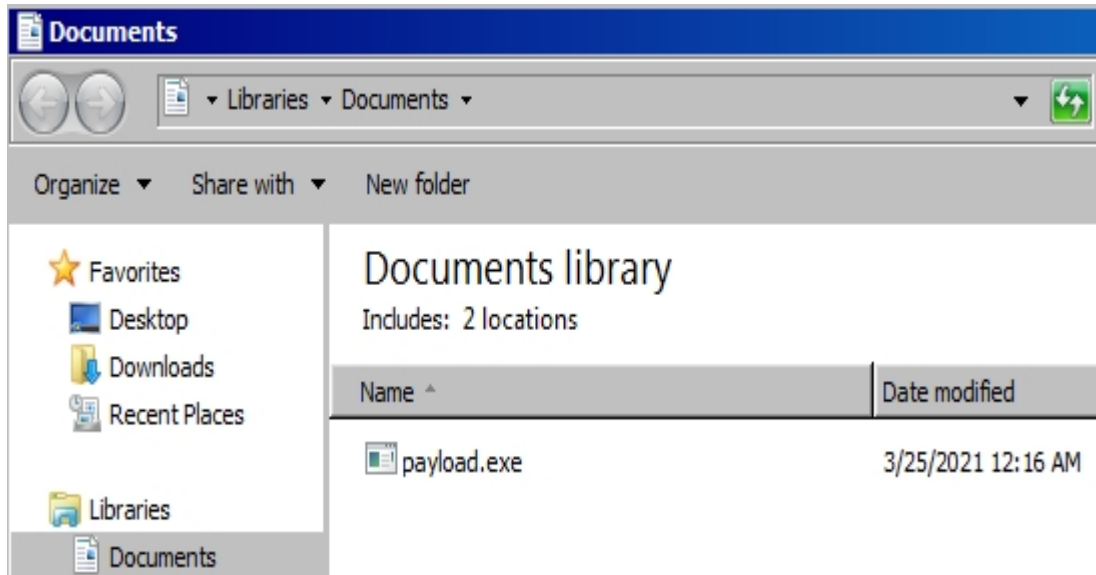 Documents
Libraries Documents
Organize Share with New folder
Favorites
Desktop
Downloads
Recent Places
Libraries
Documents
Documents library
Includes: 2 locations
Name Date modified
payload.exe 3/25/2021 12:16 AM